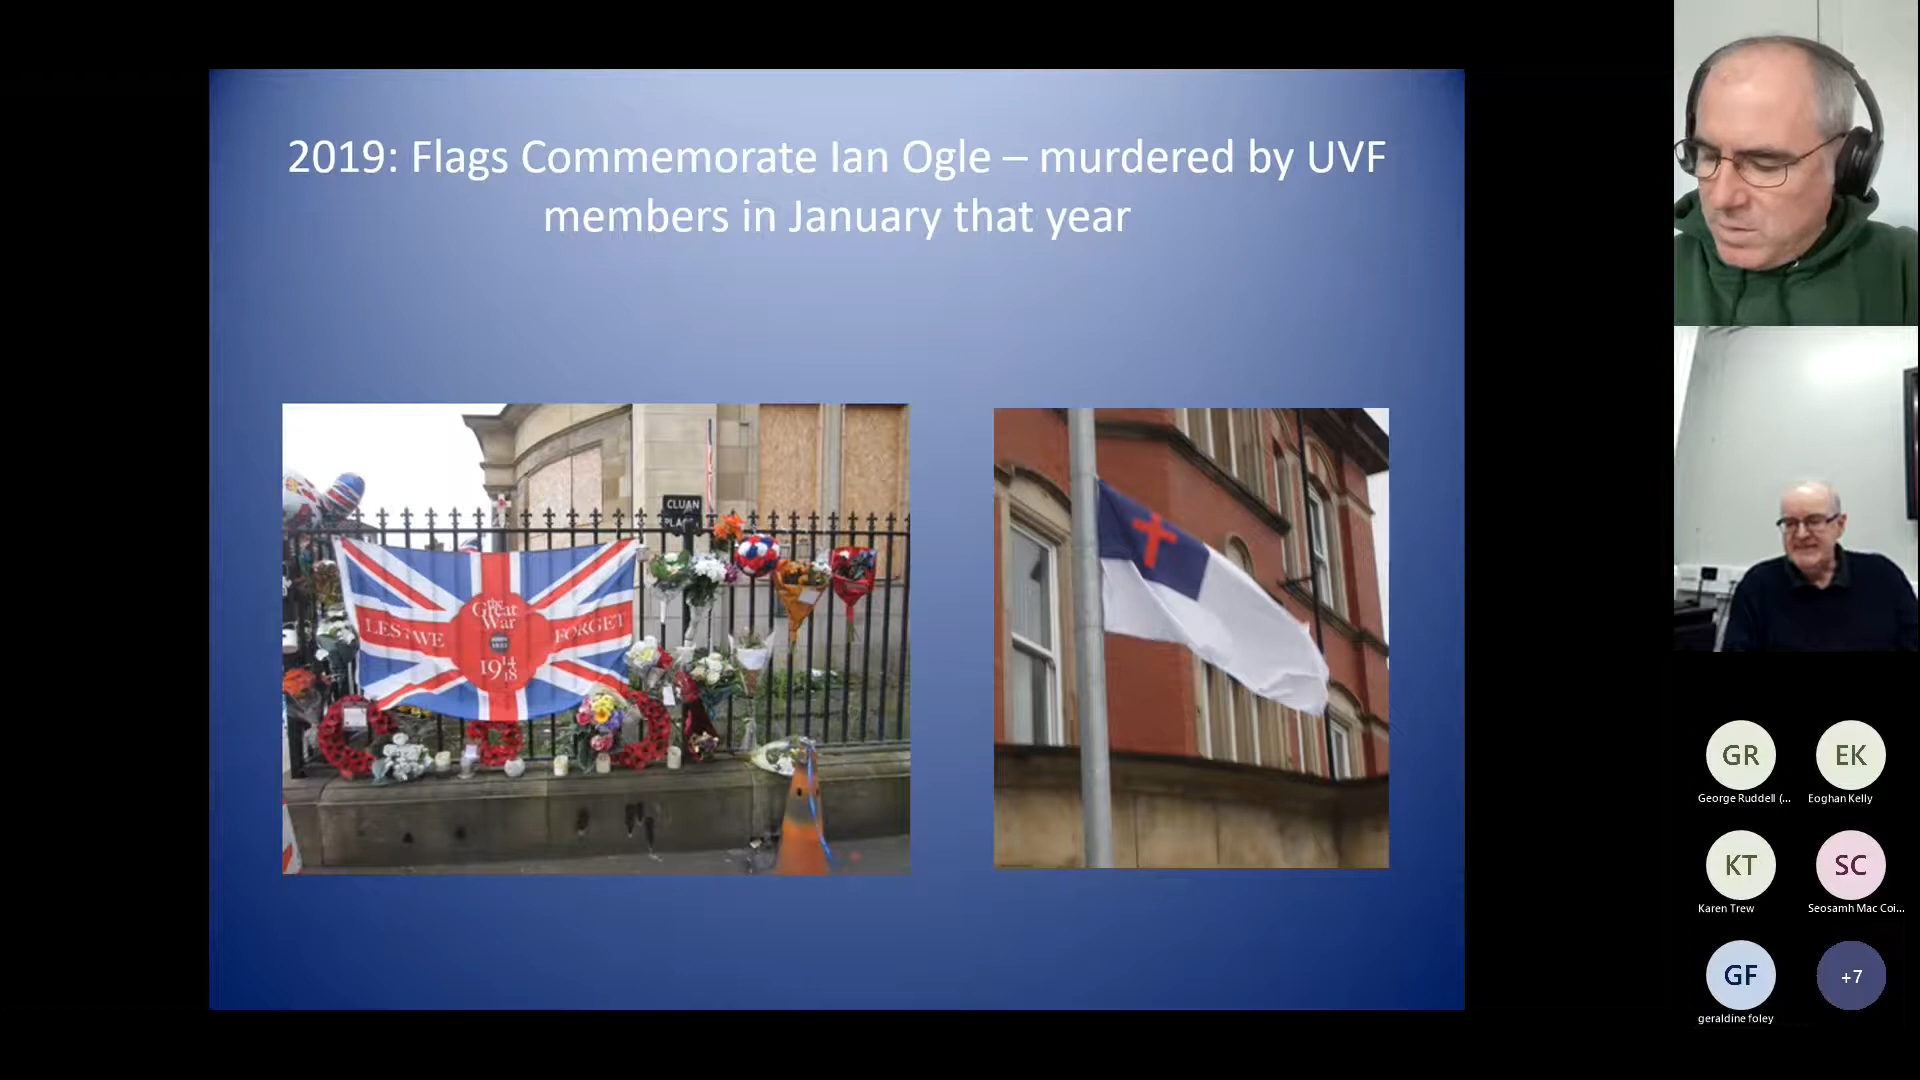 2019: Flags Commemorate Ian Ogle – murdered by UVF
members in January that year
CLUAN
PLACE
the
Great
War
LEST WE
FORGET
1914
18
GR
George Ruddell (...
EK
Eoghan Kelly
KT
Karen Trew
SC
Seosamh Mac Coi...
GF
geraldine foley
+7